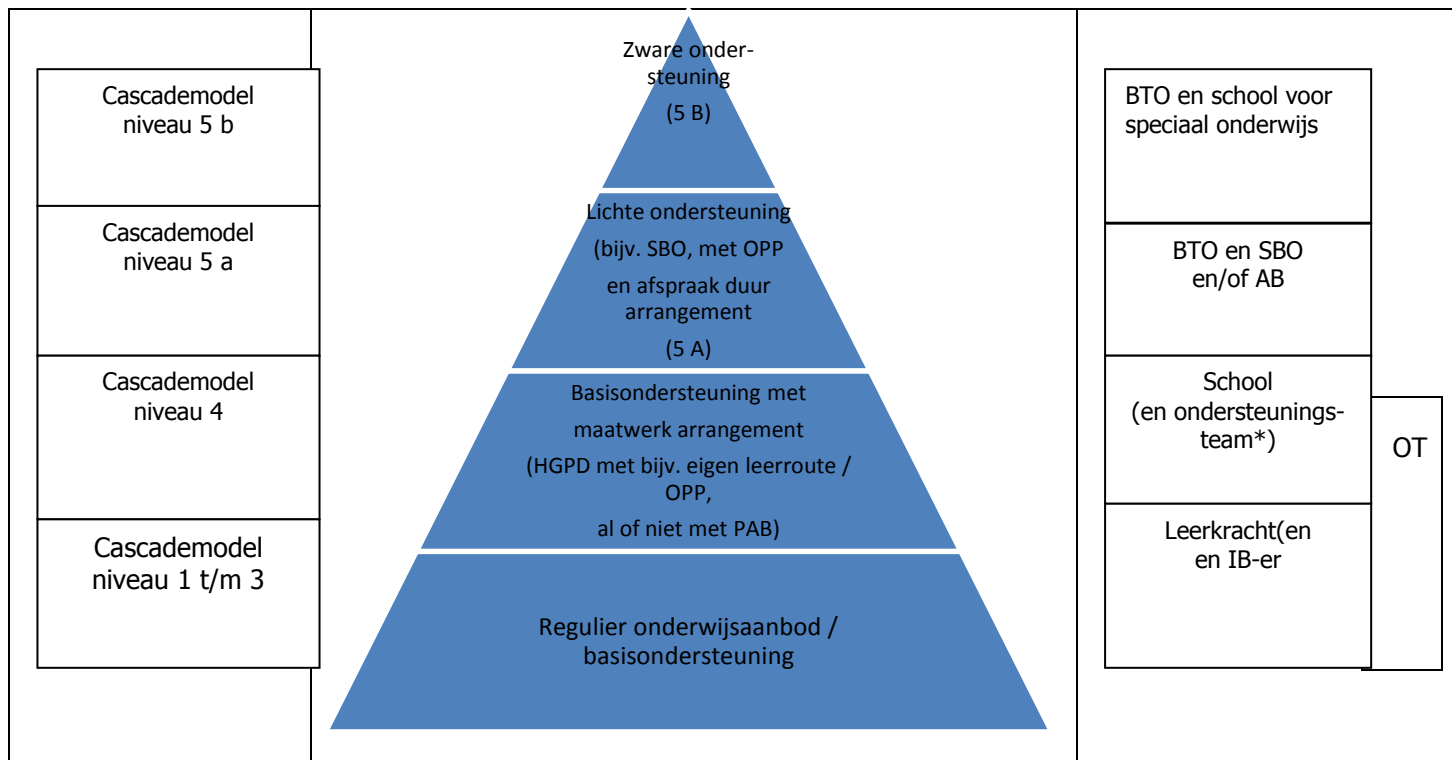 Cascademodel
niveau 5 b
Cascademodel
niveau 5 a
Cascademodel
niveau 4
Cascademodel
niveau 1 t/m 3
Zware onder-
steuning
(5 B)
Lichte ondersteuning
(bijv. SBO, met OPP
en afspraak duur
arrangement
(5 A)
Basisondersteuning met
maatwerk arrangement
(HGPD met bijv. eigen leerroute /
OPP,
al of niet met PAB)
Regulier onderwijsaanbod /
basisondersteuning
BTO en school voor
speciaal onderwijs
BTO en SBO
en/of AB
School
(en ondersteunings-
team*)
Leerkracht(en
en IB-er
OT